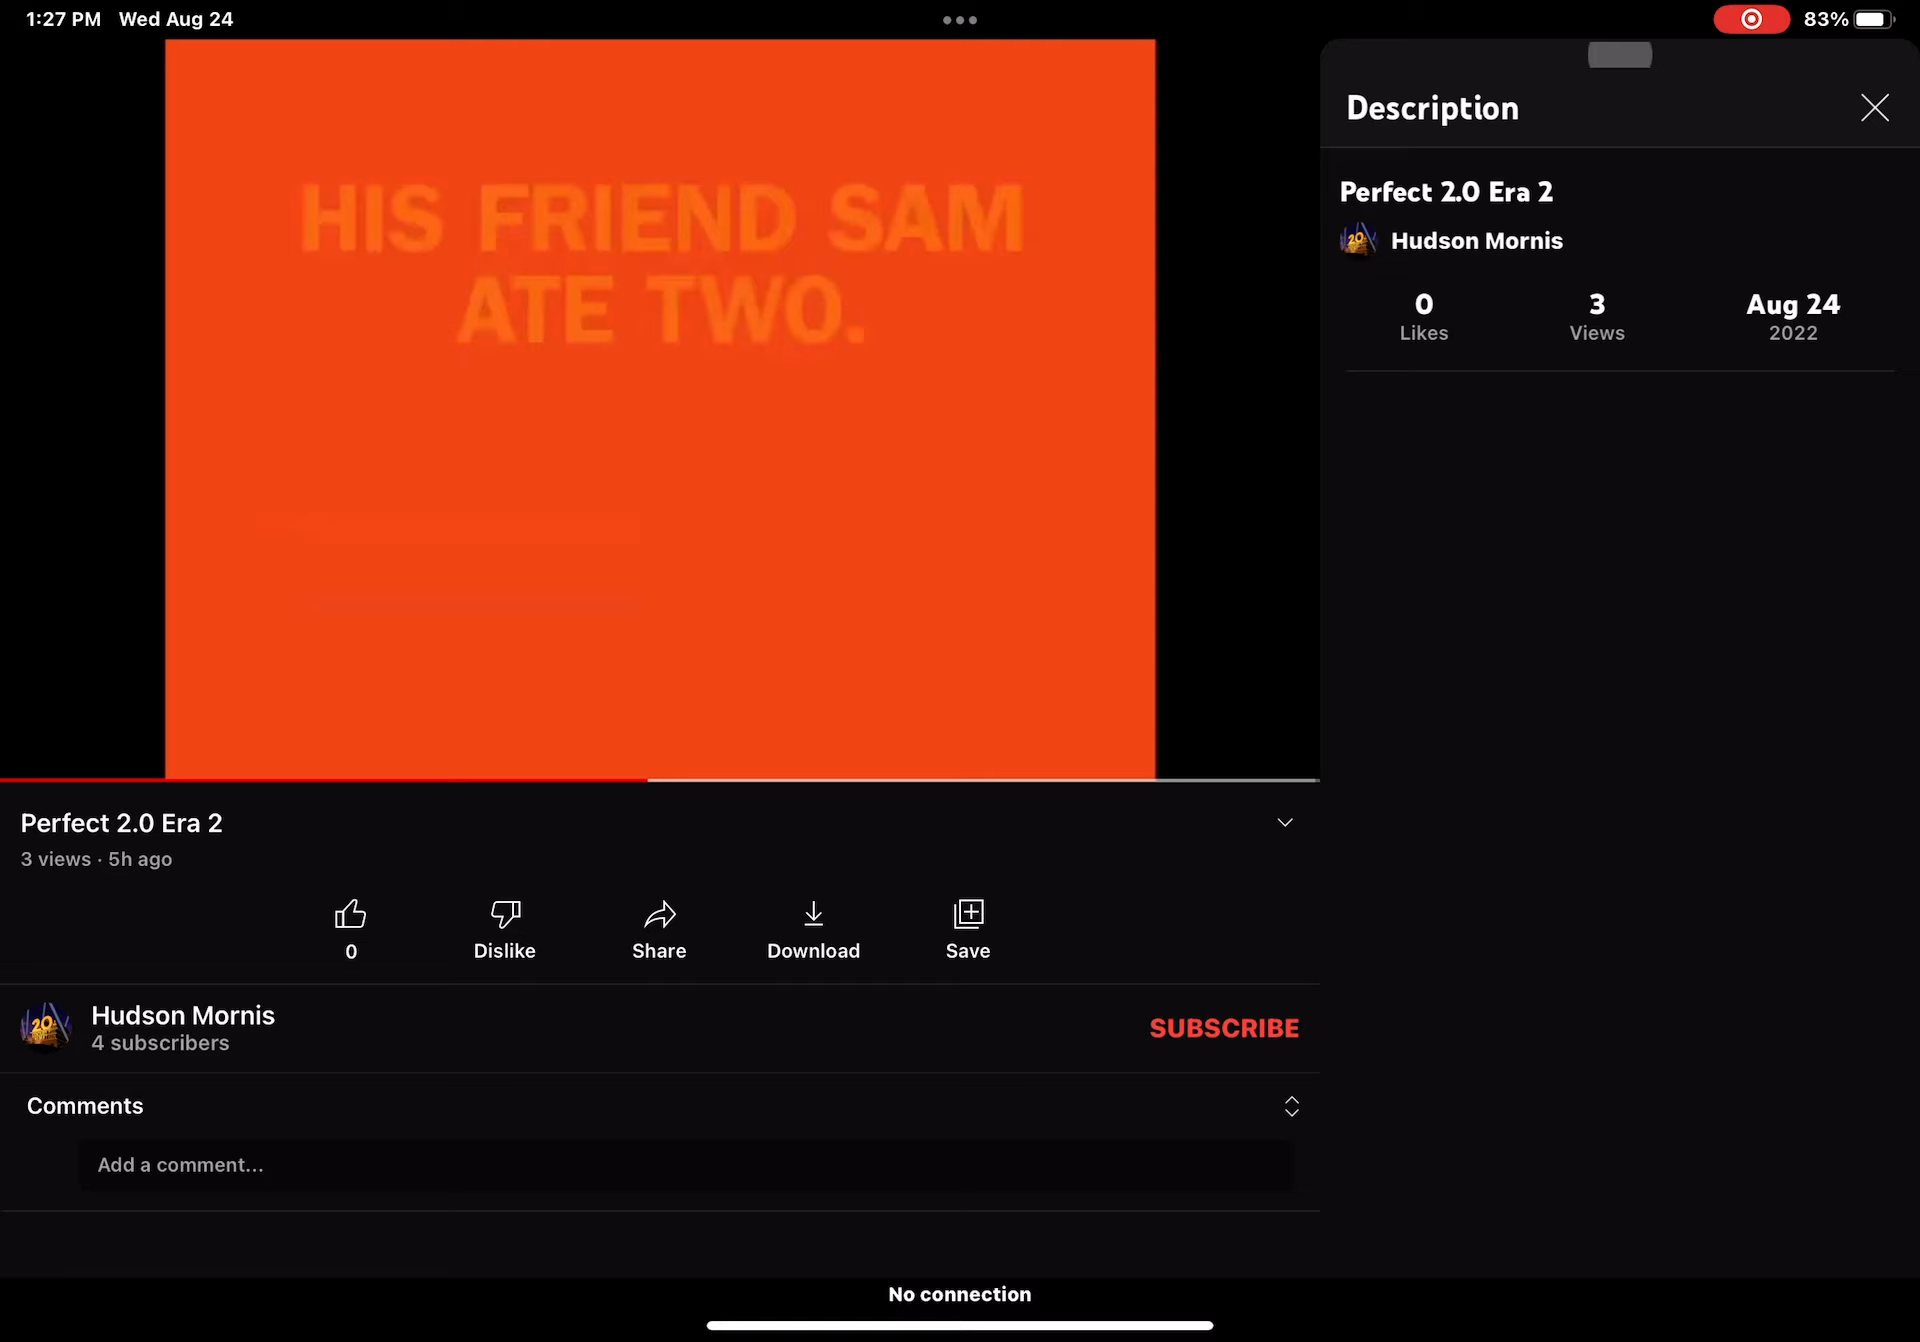 1:27 PM Wed Aug 24
83%
HIS FRIEND SAM
ATE TWO.
Description
Perfect 2.0 Era 2
Hudson Mornis
0
Likes
3
Views
Aug 24
2022
Perfect 2.0 Era 2
3 views · 5h ago
0
Dislike
Share
Download
Save
Hudson Mornis
4 subscribers
SUBSCRIBE
Comments
Add a comment...
No connection